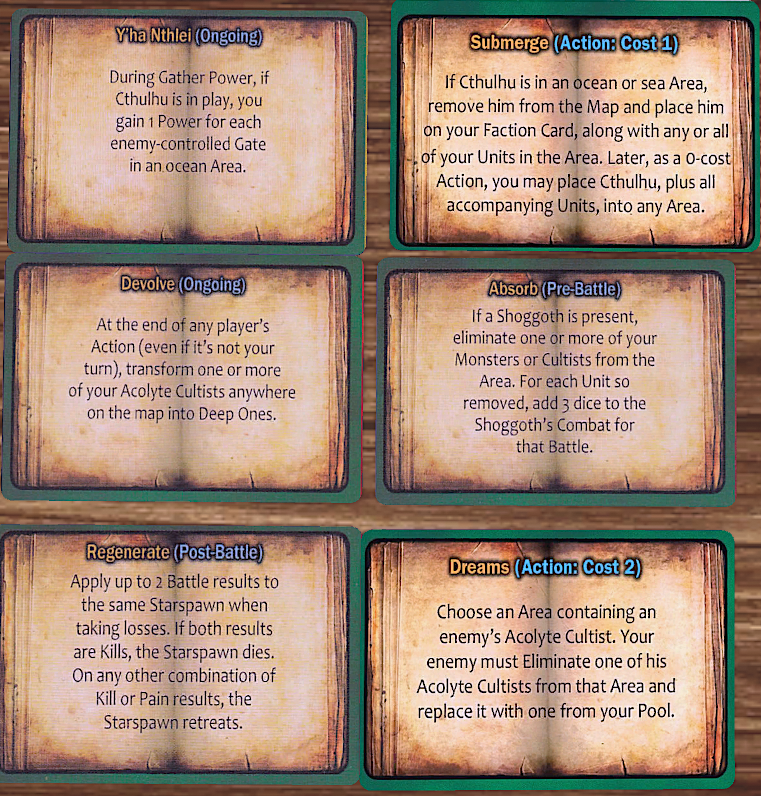 Y'ha Nthlei (Ongoing)
During Gather Power, if
Cthulhu is in play, you
gain 1 Power for each
enemy-controlled Gate
in an ocean Area.
Submerge (Action: Cost 1)
If Cthulhu is in an ocean or sea Area,
remove him from the Map and place him
on your Faction Card, along with any or all
of your Units in the Area. Later, as a 0-cost
Action, you may place Cthulhu, plus all
accompanying Units, into any Area.
Devolve (Ongoing)
At the end of any player's
Action (even if it's not your
turn), transform one or more
of your Acolyte Cultists anywhere
on the map into Deep Ones.
Absorb (Pre-Battle)
If a Shoggoth is present,
eliminate one or more of your
Monsters or Cultists from the
Area. For each Unit so
removed, add 3 dice to the
Shoggoth's Combat for
that Battle.
Regenerate (Post-Battle)
Apply up to 2 Battle results to
the same Starspawn when
taking losses. If both results
are Kills, the Starspawn dies.
On any other combination of
Kill or Pain results, the
Starspawn retreats.
Dreams (Action: Cost 2)
Choose an Area containing an
enemy's Acolyte Cultist. Your
enemy must Eliminate one of his
Acolyte Cultists from that Area and
replace it with one from your Pool.